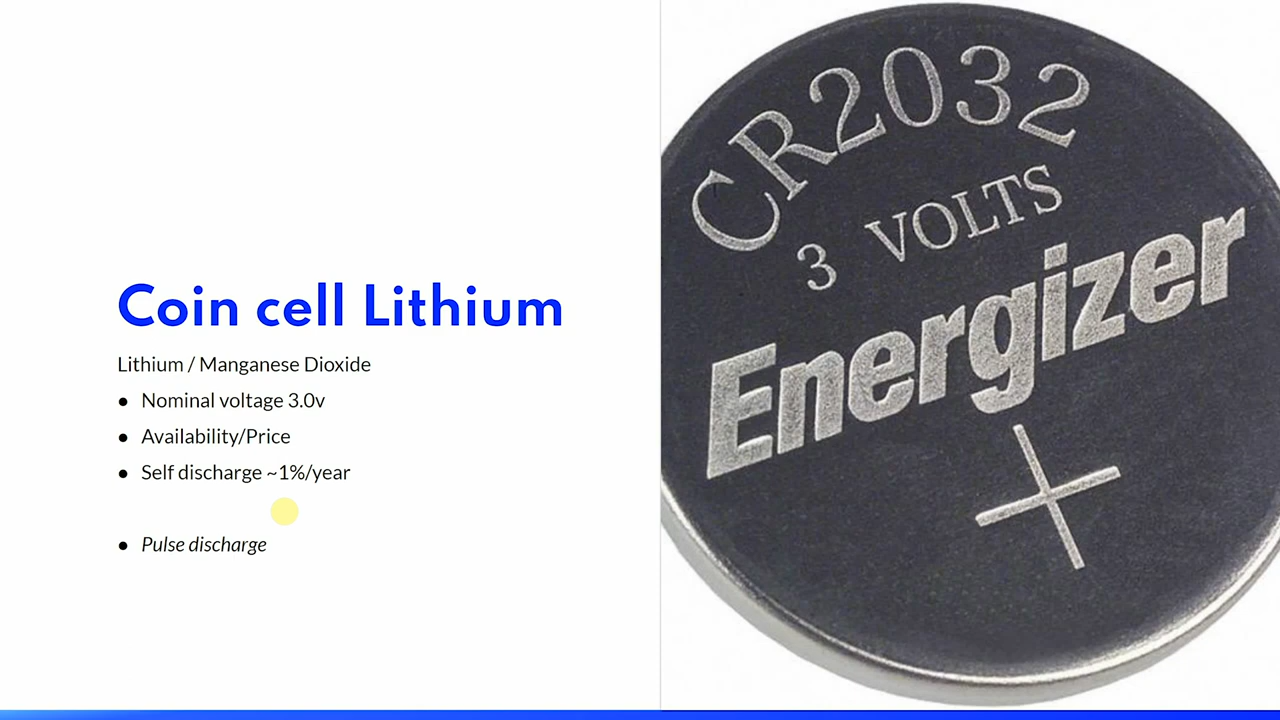 Coin cell Lithium
Lithium / Manganese Dioxide
● Nominal voltage 3.0v
● Availability/Price
● Self discharge ~1%/year
● Pulse discharge
CR2032
3 VOLTS
Energizer
+